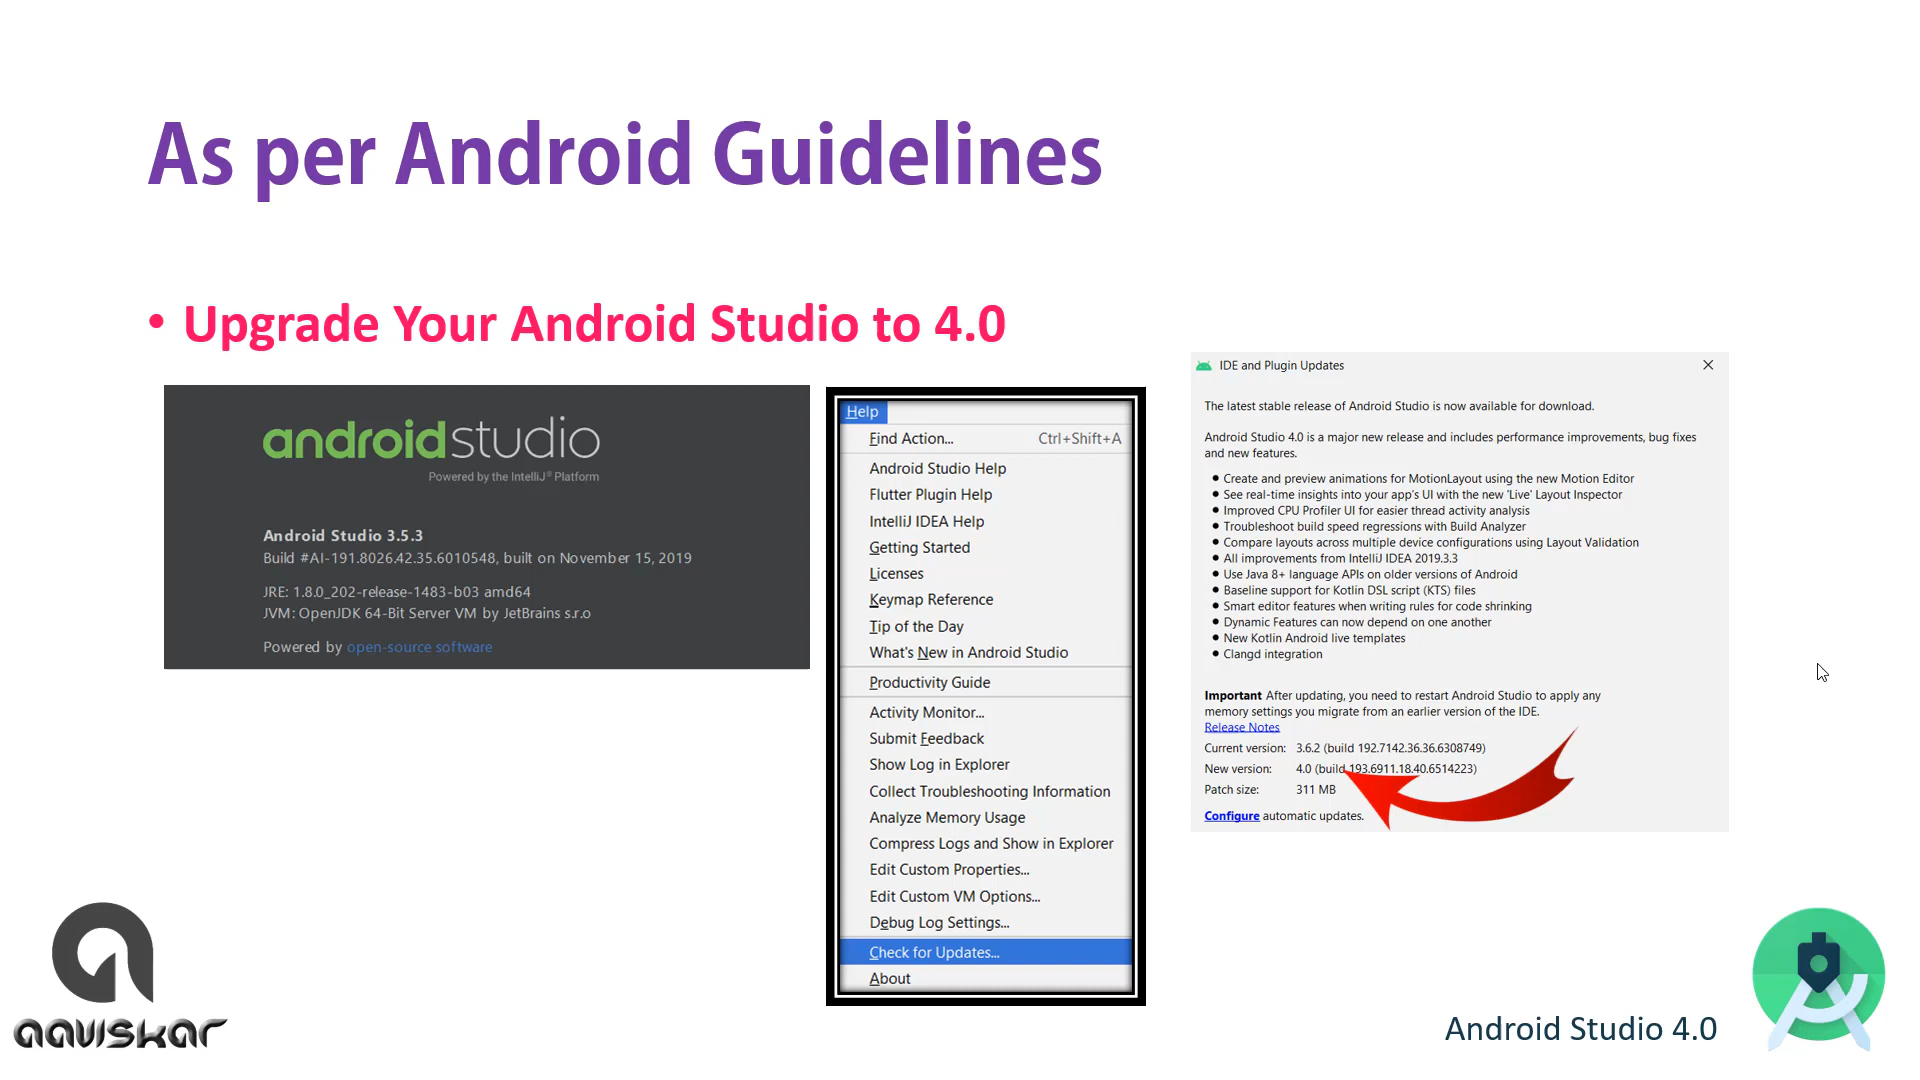 As per Android Guidelines
• Upgrade Your Android Studio to 4.0
androidstudio
Powered by the IntelliJ® Platform
Android Studio 3.5.3
Build #AI-191.8026.42.35.6010548, built on November 15, 2019
JRE: 1.8.0_202-release-1483-b03 amd64
JVM: OpenJDK 64-Bit Server VM by JetBrains s.r.o
Powered by open-source software
Help
Find Action... Ctrl+Shift+A
Android Studio Help
Flutter Plugin Help
IntelliJ IDEA Help
Getting Started
Licenses
Keymap Reference
Tip of the Day
What's New in Android Studio
Productivity Guide
Activity Monitor...
Submit Feedback
Show Log in Explorer
Collect Troubleshooting Information
Analyze Memory Usage
Compress Logs and Show in Explorer
Edit Custom Properties...
Edit Custom VM Options...
Debug Log Settings...
Check for Updates...
About
IDE and Plugin Updates
The latest stable release of Android Studio is now available for download.
Android Studio 4.0 is a major new release and includes performance improvements, bug fixes
and new features.
• Create and preview animations for MotionLayout using the new Motion Editor
• See real-time insights into your app's UI with the new 'Live' Layout Inspector
• Improved CPU Profiler UI for easier thread activity analysis
• Troubleshoot build speed regressions with Build Analyzer
• Compare layouts across multiple device configurations using Layout Validation
• All improvements from IntelliJ IDEA 2019.3.3
• Use Java 8+ language APIs on older versions of Android
• Baseline support for Kotlin DSL script (KTS) files
• Smart editor features when writing rules for code shrinking
• Dynamic Features can now depend on one another
• New Kotlin Android live templates
• Clangd integration
Important After updating, you need to restart Android Studio to apply any
memory settings you migrate from an earlier version of the IDE.
Release Notes
Current version: 3.6.2 (build 192.7142.36.36.6308749)
New version: 4.0 (build 193.6911.18.40.6514223)
Patch size: 311 MB
Configure automatic updates.
aaviskar
Android Studio 4.0